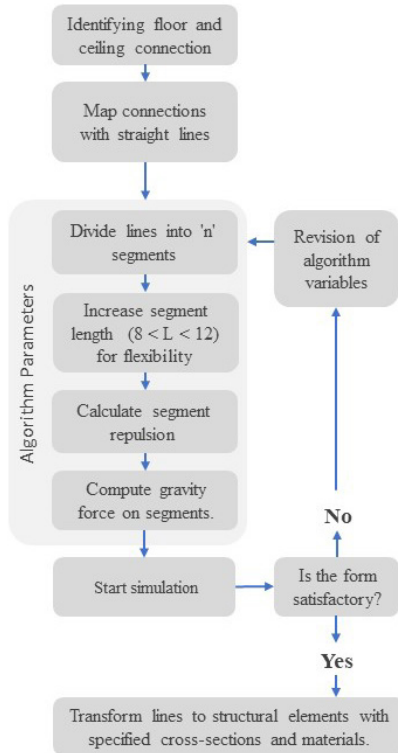 Identifying floor and
ceiling connection
Map connections
with straight lines
Algorithm Parameters
Divide lines into 'n'
segments
Increase segment
length (8 < L < 12)
for flexibility
Calculate segment
repulsion
Compute gravity
force on segments.
Revision of
algorithm
variables
No
Start simulation
Is the form
satisfactory?
Yes
Transform lines to structural elements with
specified cross-sections and materials.